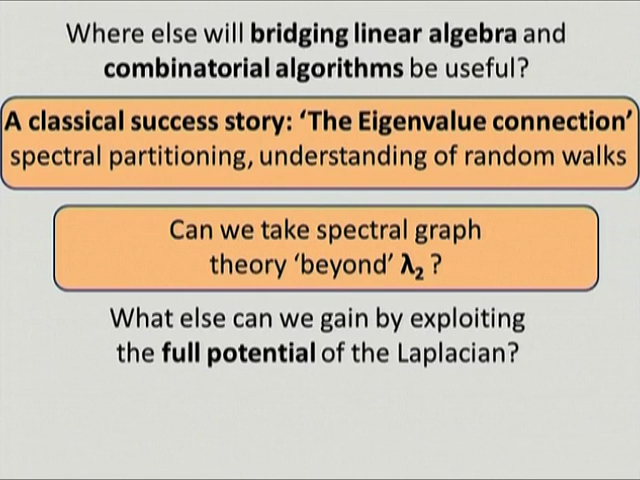 Where else will bridging linear algebra and
combinatorial algorithms be useful?
A classical success story: ‘The Eigenvalue connection’
spectral partitioning, understanding of random walks
Can we take spectral graph
theory ‘beyond’ λ₂ ?
What else can we gain by exploiting
the full potential of the Laplacian?